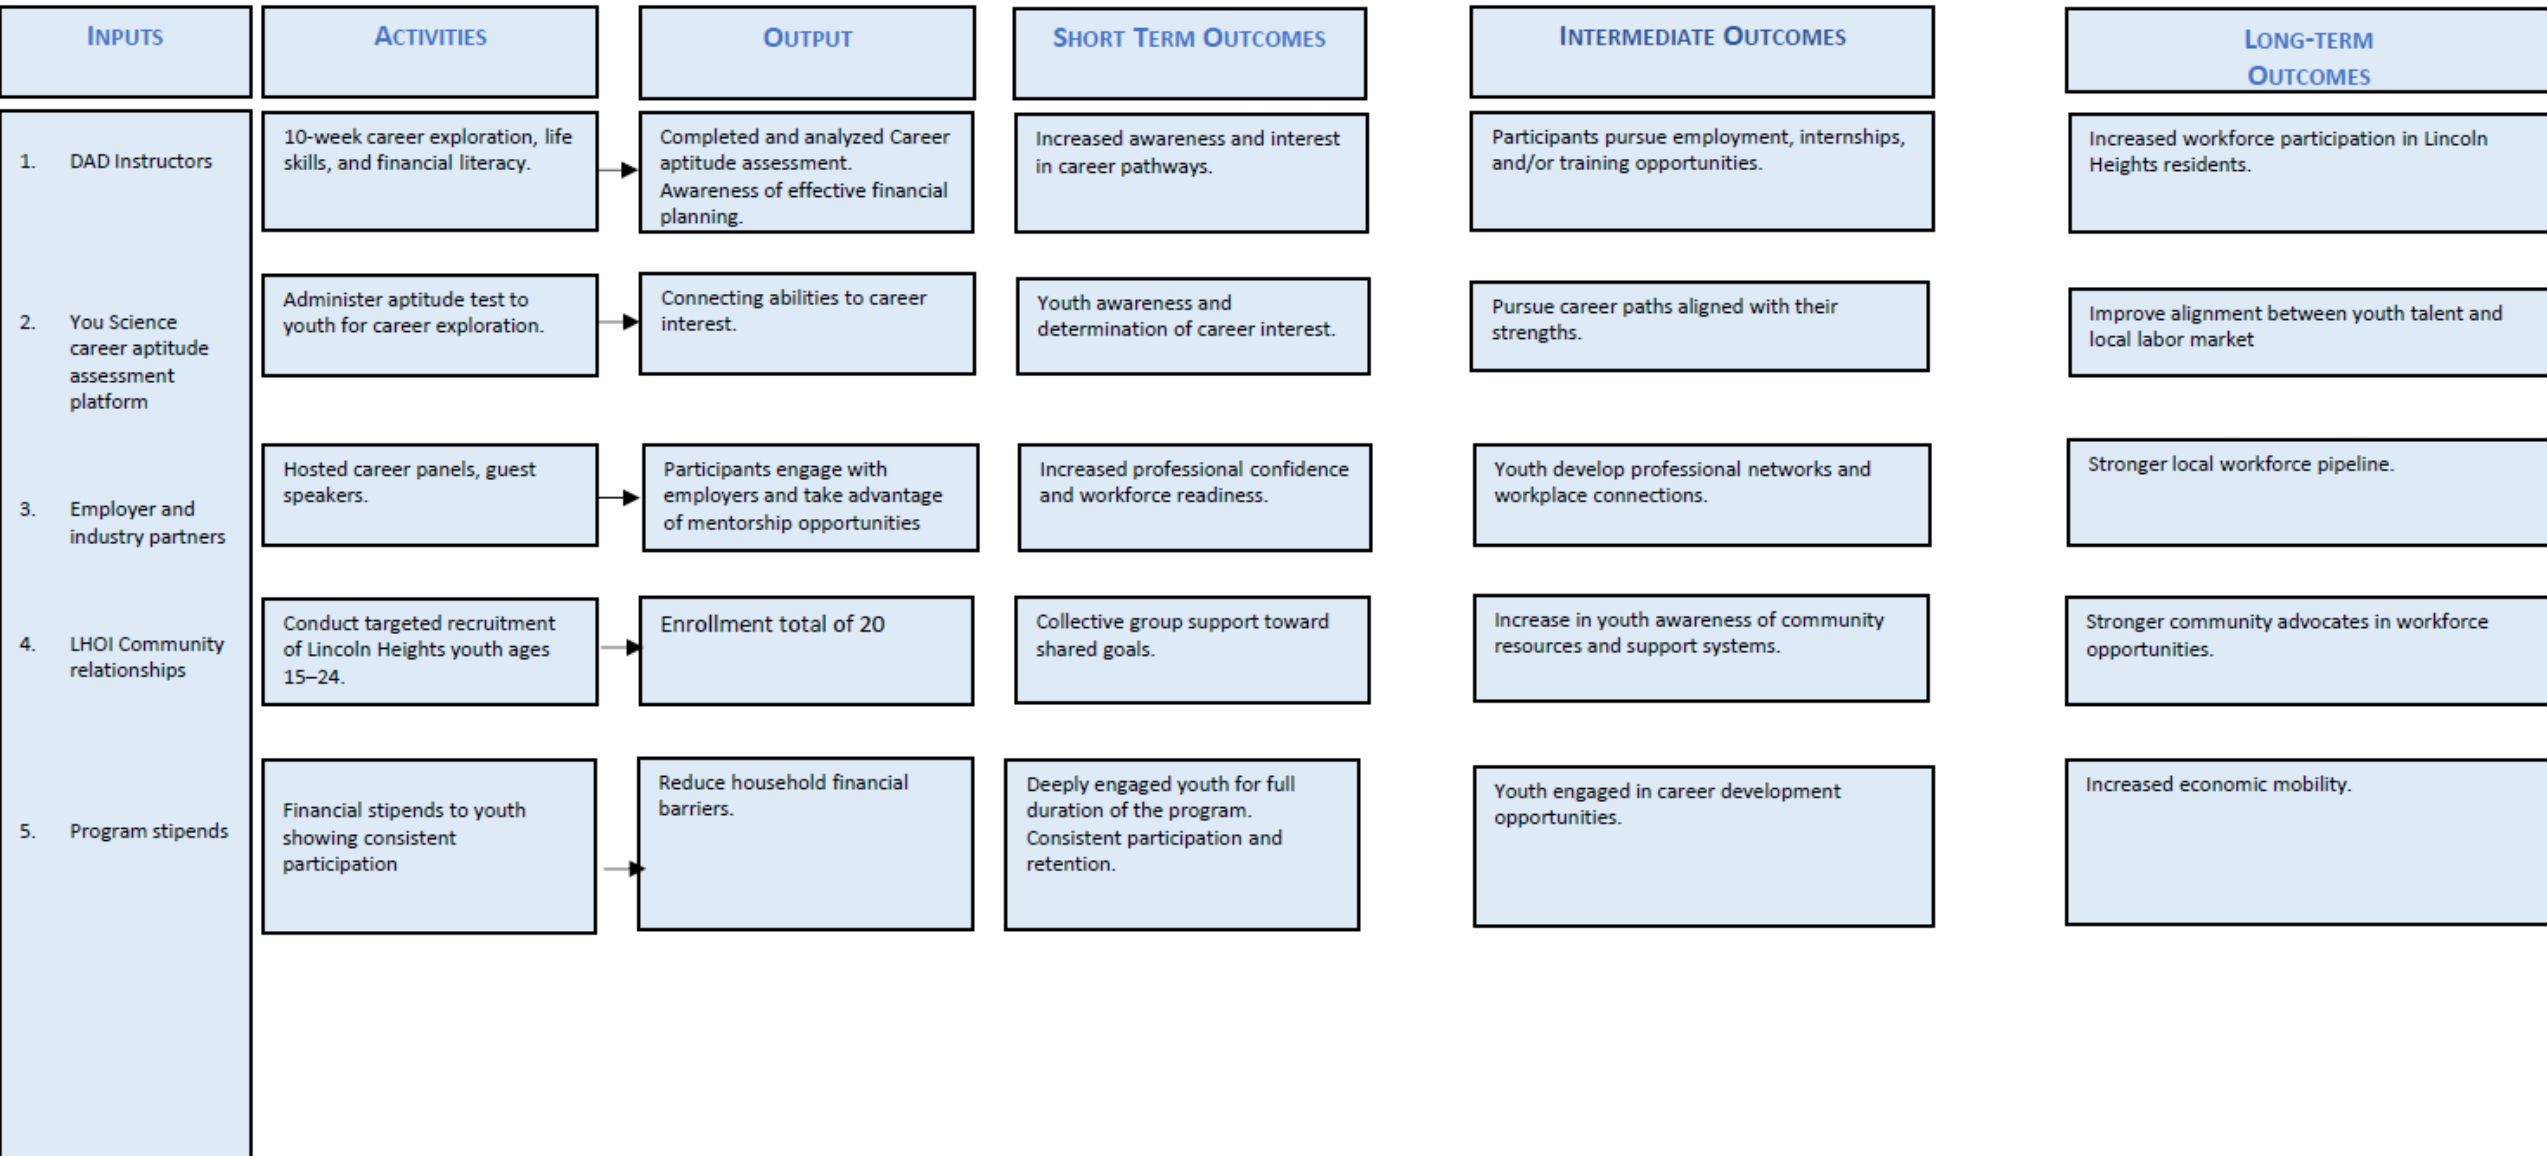 INPUTS
ACTIVITIES
OUTPUT
SHORT TERM OUTCOMES
INTERMEDIATE OUTCOMES
LONG-TERM
OUTCOMES
1. DAD Instructors
10-week career exploration, life
skills, and financial literacy.
Completed and analyzed Career
aptitude assessment.
Awareness of effective financial
planning.
Increased awareness and interest
in career pathways.
Participants pursue employment, internships,
and/or training opportunities.
Increased workforce participation in Lincoln
Heights residents.
2. You Science
career aptitude
assessment
platform
Administer aptitude test to
youth for career exploration.
Connecting abilities to career
interest.
Youth awareness and
determination of career interest.
Pursue career paths aligned with their
strengths.
Improve alignment between youth talent and
local labor market
3. Employer and
industry partners
Hosted career panels, guest
speakers.
Participants engage with
employers and take advantage
of mentorship opportunities
Increased professional confidence
and workforce readiness.
Youth develop professional networks and
workplace connections.
Stronger local workforce pipeline.
4. LHOI Community
relationships
Conduct targeted recruitment
of Lincoln Heights youth ages
15–24.
Enrollment total of 20
Collective group support toward
shared goals.
Increase in youth awareness of community
resources and support systems.
Stronger community advocates in workforce
opportunities.
5. Program stipends
Financial stipends to youth
showing consistent
participation
Reduce household financial
barriers.
Deeply engaged youth for full
duration of the program.
Consistent participation and
retention.
Youth engaged in career development
opportunities.
Increased economic mobility.